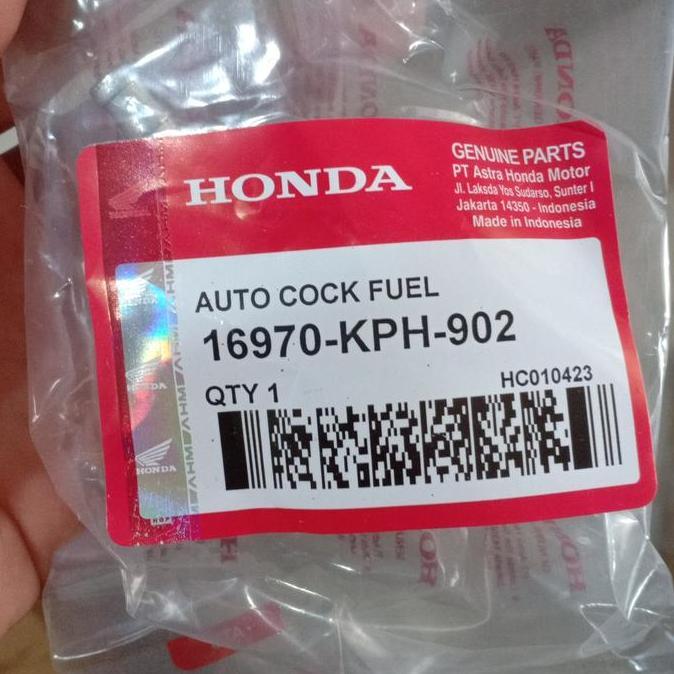 HONDA
GENUINE PARTS
PT Astra Honda Motor
Jl. Laksda Yos Sudarso, Sunter I
Jakarta 14350 - Indonesia
Made in Indonesia
AUTO COCK FUEL
16970-KPH-902
QTY 1
HC010423
HONDA